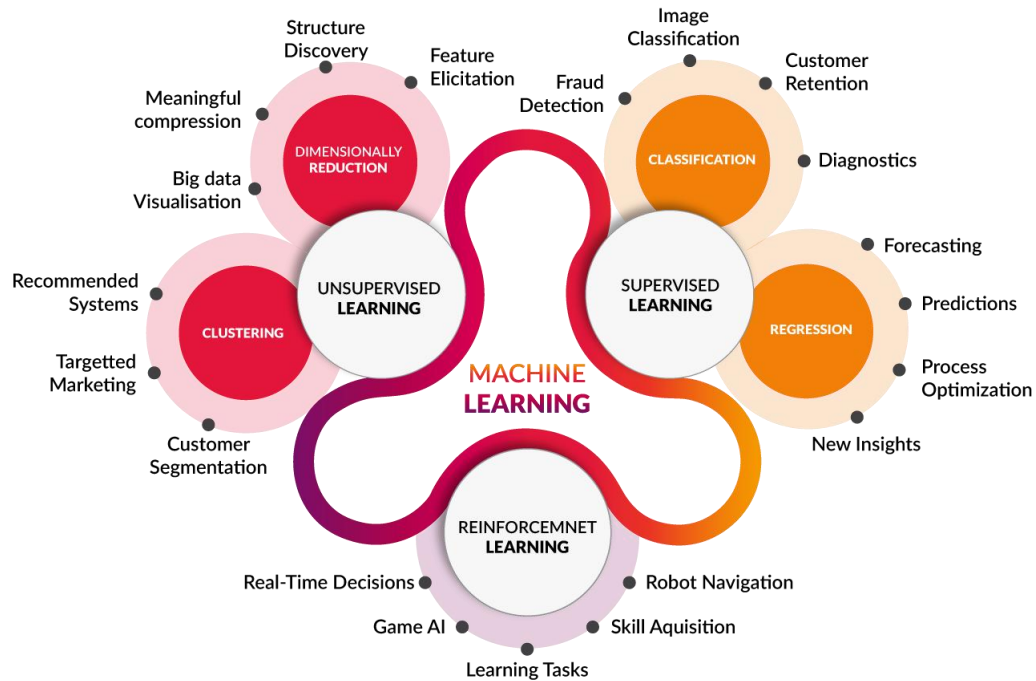 Structure
Discovery
Feature
Elicitation
Meaningful
compression
Big data
Visualisation
DIMENSIONALLY
REDUCTION
Recommended
Systems
Targetted
Marketing
Customer
Segmentation
CLUSTERING
UNSUPERVISED
LEARNING
Image
Classification
Fraud
Detection
Customer
Retention
Diagnostics
CLASSIFICATION
SUPERVISED
LEARNING
REGRESSION
Forecasting
Predictions
Process
Optimization
New Insights
MACHINE
LEARNING
REINFORCEMNET
LEARNING
Real-Time Decisions
Game AI
Learning Tasks
Skill Aquisition
Robot Navigation